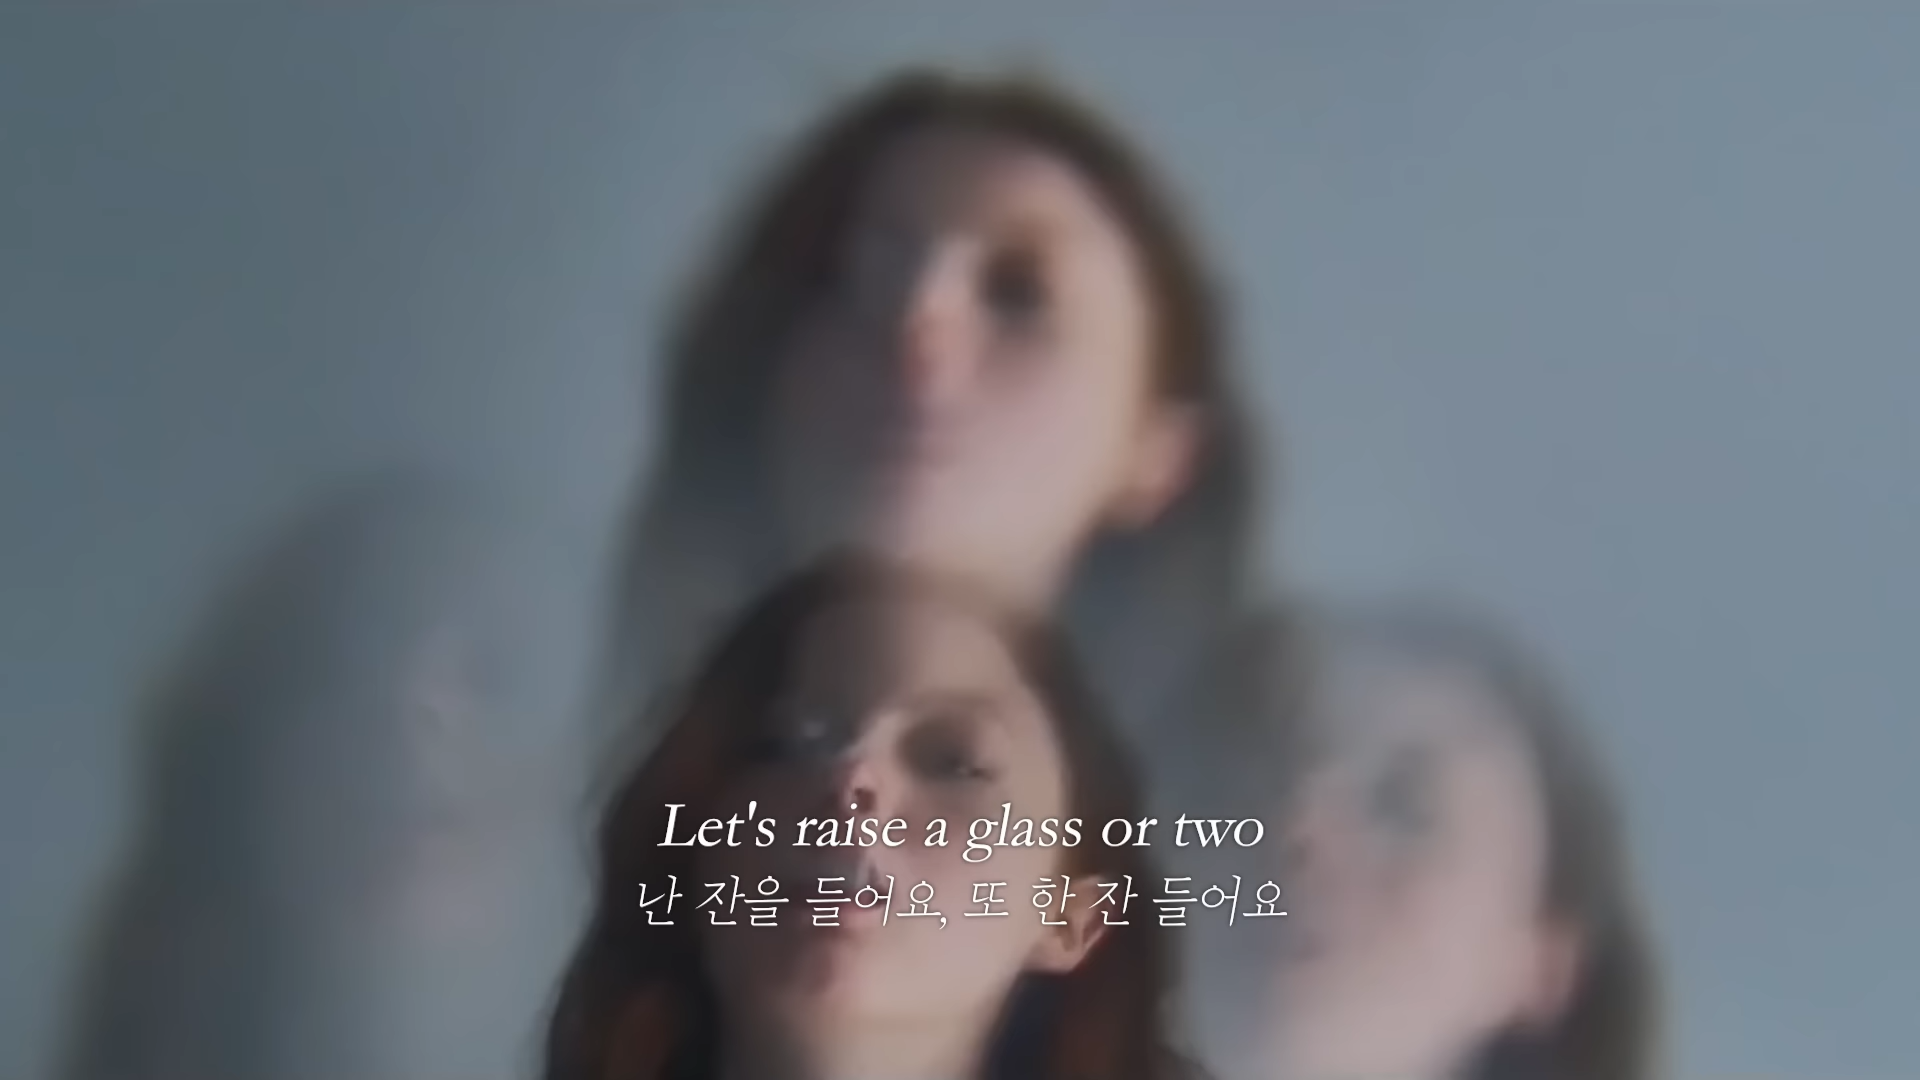 Let's raise a glass or two
난 잔을 들어요, 또 한 잔 들어요